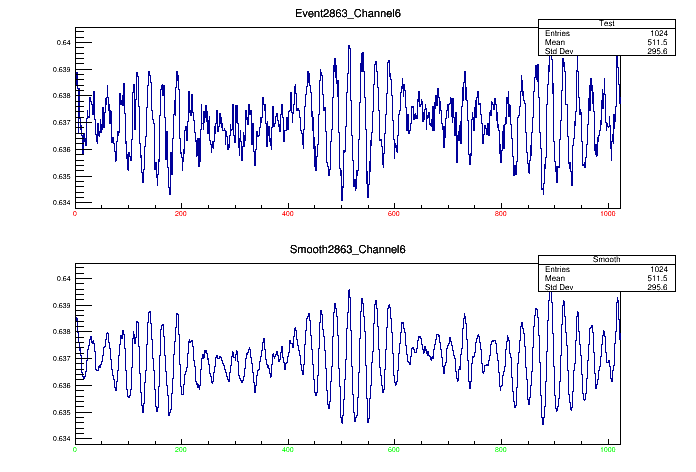 Event2863_Channel6
Test
Entries 1024
Mean 511.5
Std Dev 295.6
0.64
0.639
0.638
0.637
0.636
0.635
0.634
0 200 400 600 800 1000
Smooth2863_Channel6
Smooth
Entries 1024
Mean 511.5
Std Dev 295.6
0.64
0.639
0.638
0.637
0.636
0.635
0.634
0 200 400 600 800 1000